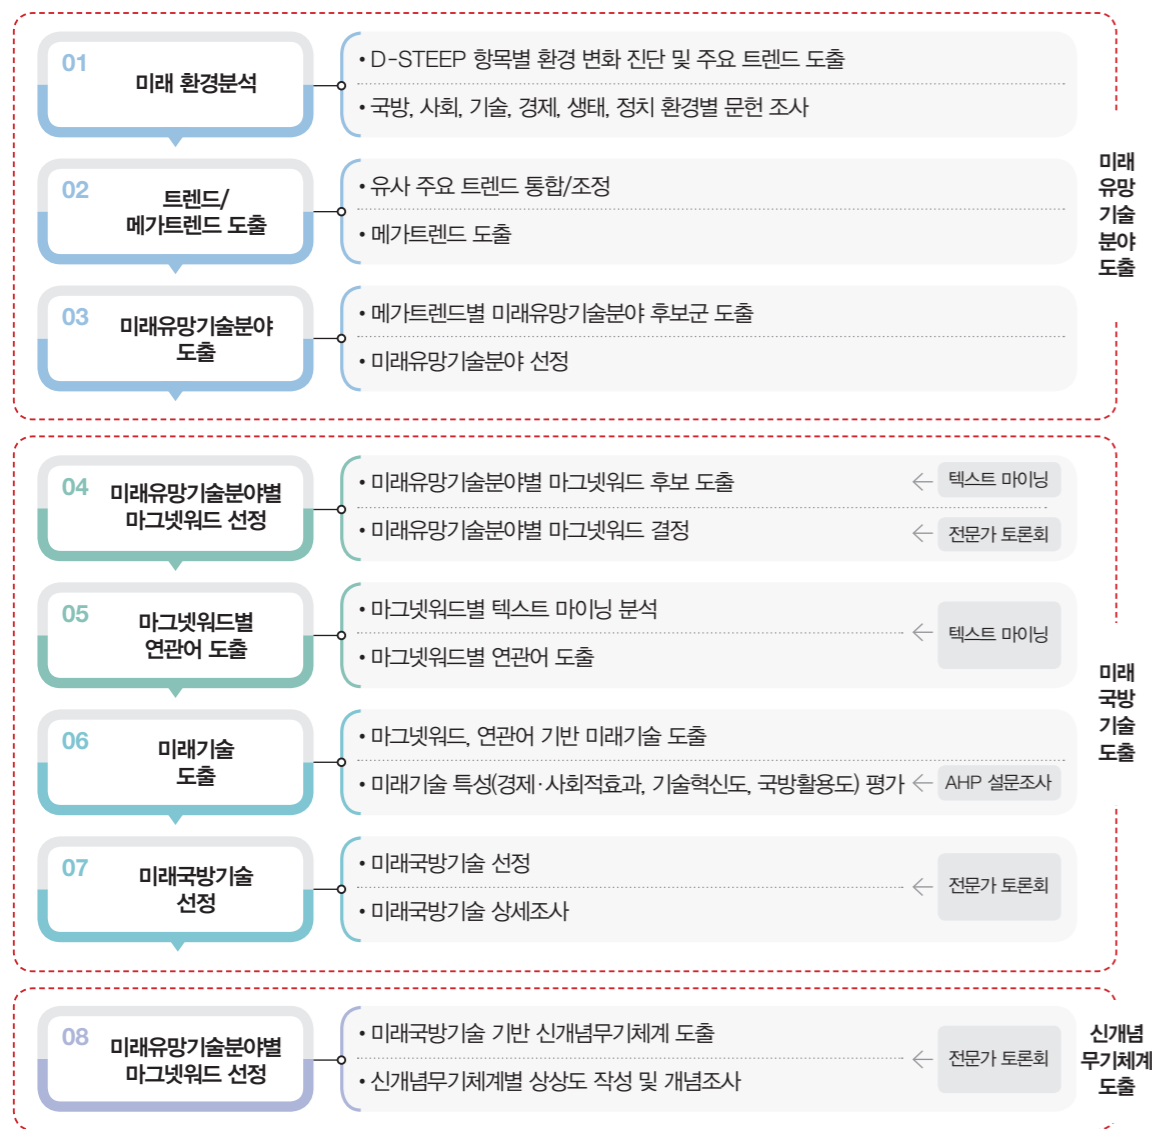 01
미래 환경분석
• D-STEEP 항목별 환경 변화 진단 및 주요 트렌드 도출
• 국방, 사회, 기술, 경제, 생태, 정치 환경별 문헌 조사
02
트렌드/
메가트렌드 도출
• 유사 주요 트렌드 통합/조정
• 메가트렌드 도출
03
미래유망기술분야
도출
• 메가트렌드별 미래유망기술분야 후보군 도출
• 미래유망기술분야 선정
미래
유망
기술
분야
도출
04
미래유망기술분야별
마그넷워드 선정
• 미래유망기술분야별 마그넷워드 후보 도출
← 텍스트 마이닝
• 미래유망기술분야별 마그넷워드 결정
← 전문가 토론회
05
마그넷워드별
연관어 도출
• 마그넷워드별 텍스트 마이닝 분석
• 마그넷워드별 연관어 도출
← 텍스트 마이닝
06
미래기술
도출
• 마그넷워드, 연관어 기반 미래기술 도출
• 미래기술 특성(경제·사회적효과, 기술혁신도, 국방활용도) 평가
← AHP 설문조사
07
미래국방기술
선정
• 미래국방기술 선정
• 미래국방기술 상세조사
← 전문가 토론회
미래
국방
기술
도출
08
미래유망기술분야별
마그넷워드 선정
• 미래국방기술 기반 신개념무기체계 도출
• 신개념무기체계별 상상도 작성 및 개념조사
← 전문가 토론회
신개념
무기체계
도출